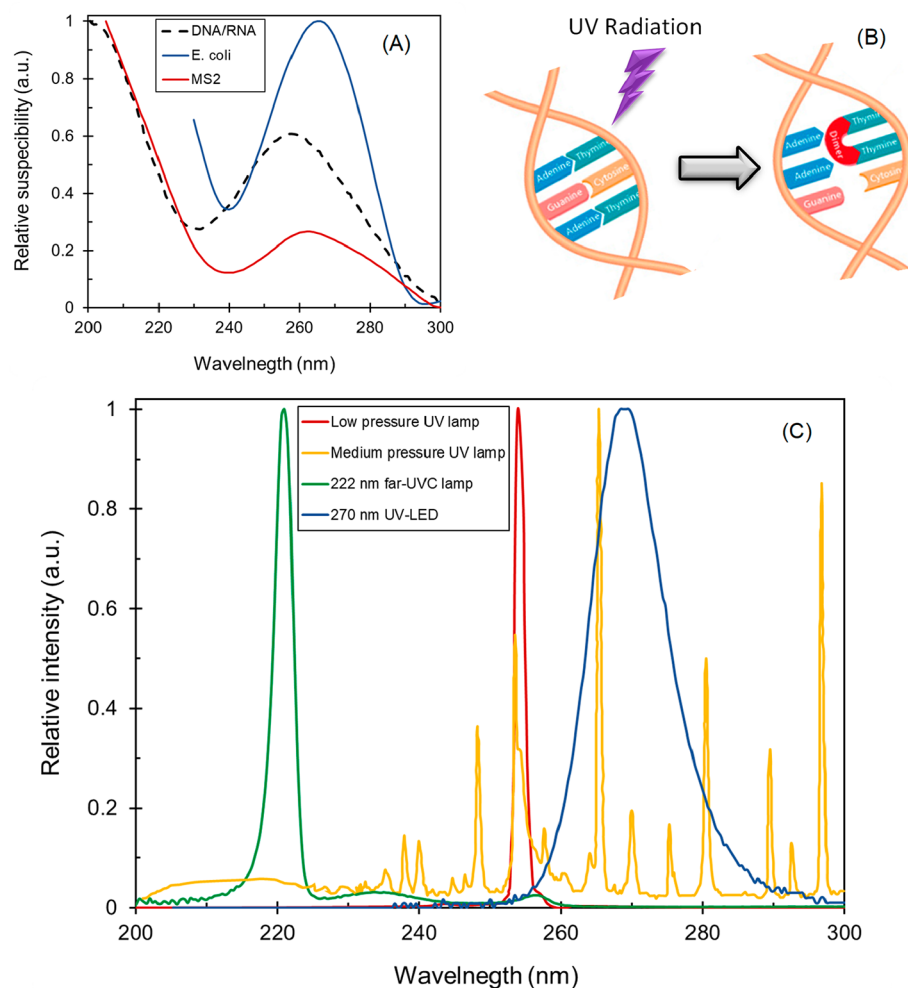 (A)
DNA/RNA
E. coli
MS2
Relative suspecibility (a.u.)
1
0.8
0.6
0.4
0.2
0
200
220
240
260
280
300
Wavelnegth (nm)
UV Radiation
(B)
Adenine
Thymine
Guanine
Cytosine
Adenine
Thymine
Adenine
Thymine
Dimer
Adenine
Thymine
Guanine
Cytosin
(C)
Low pressure UV lamp
Medium pressure UV lamp
222 nm far-UVC lamp
270 nm UV-LED
Relative intensity (a.u.)
1
0.8
0.6
0.4
0.2
0
200
220
240
260
280
300
Wavelnegth (nm)